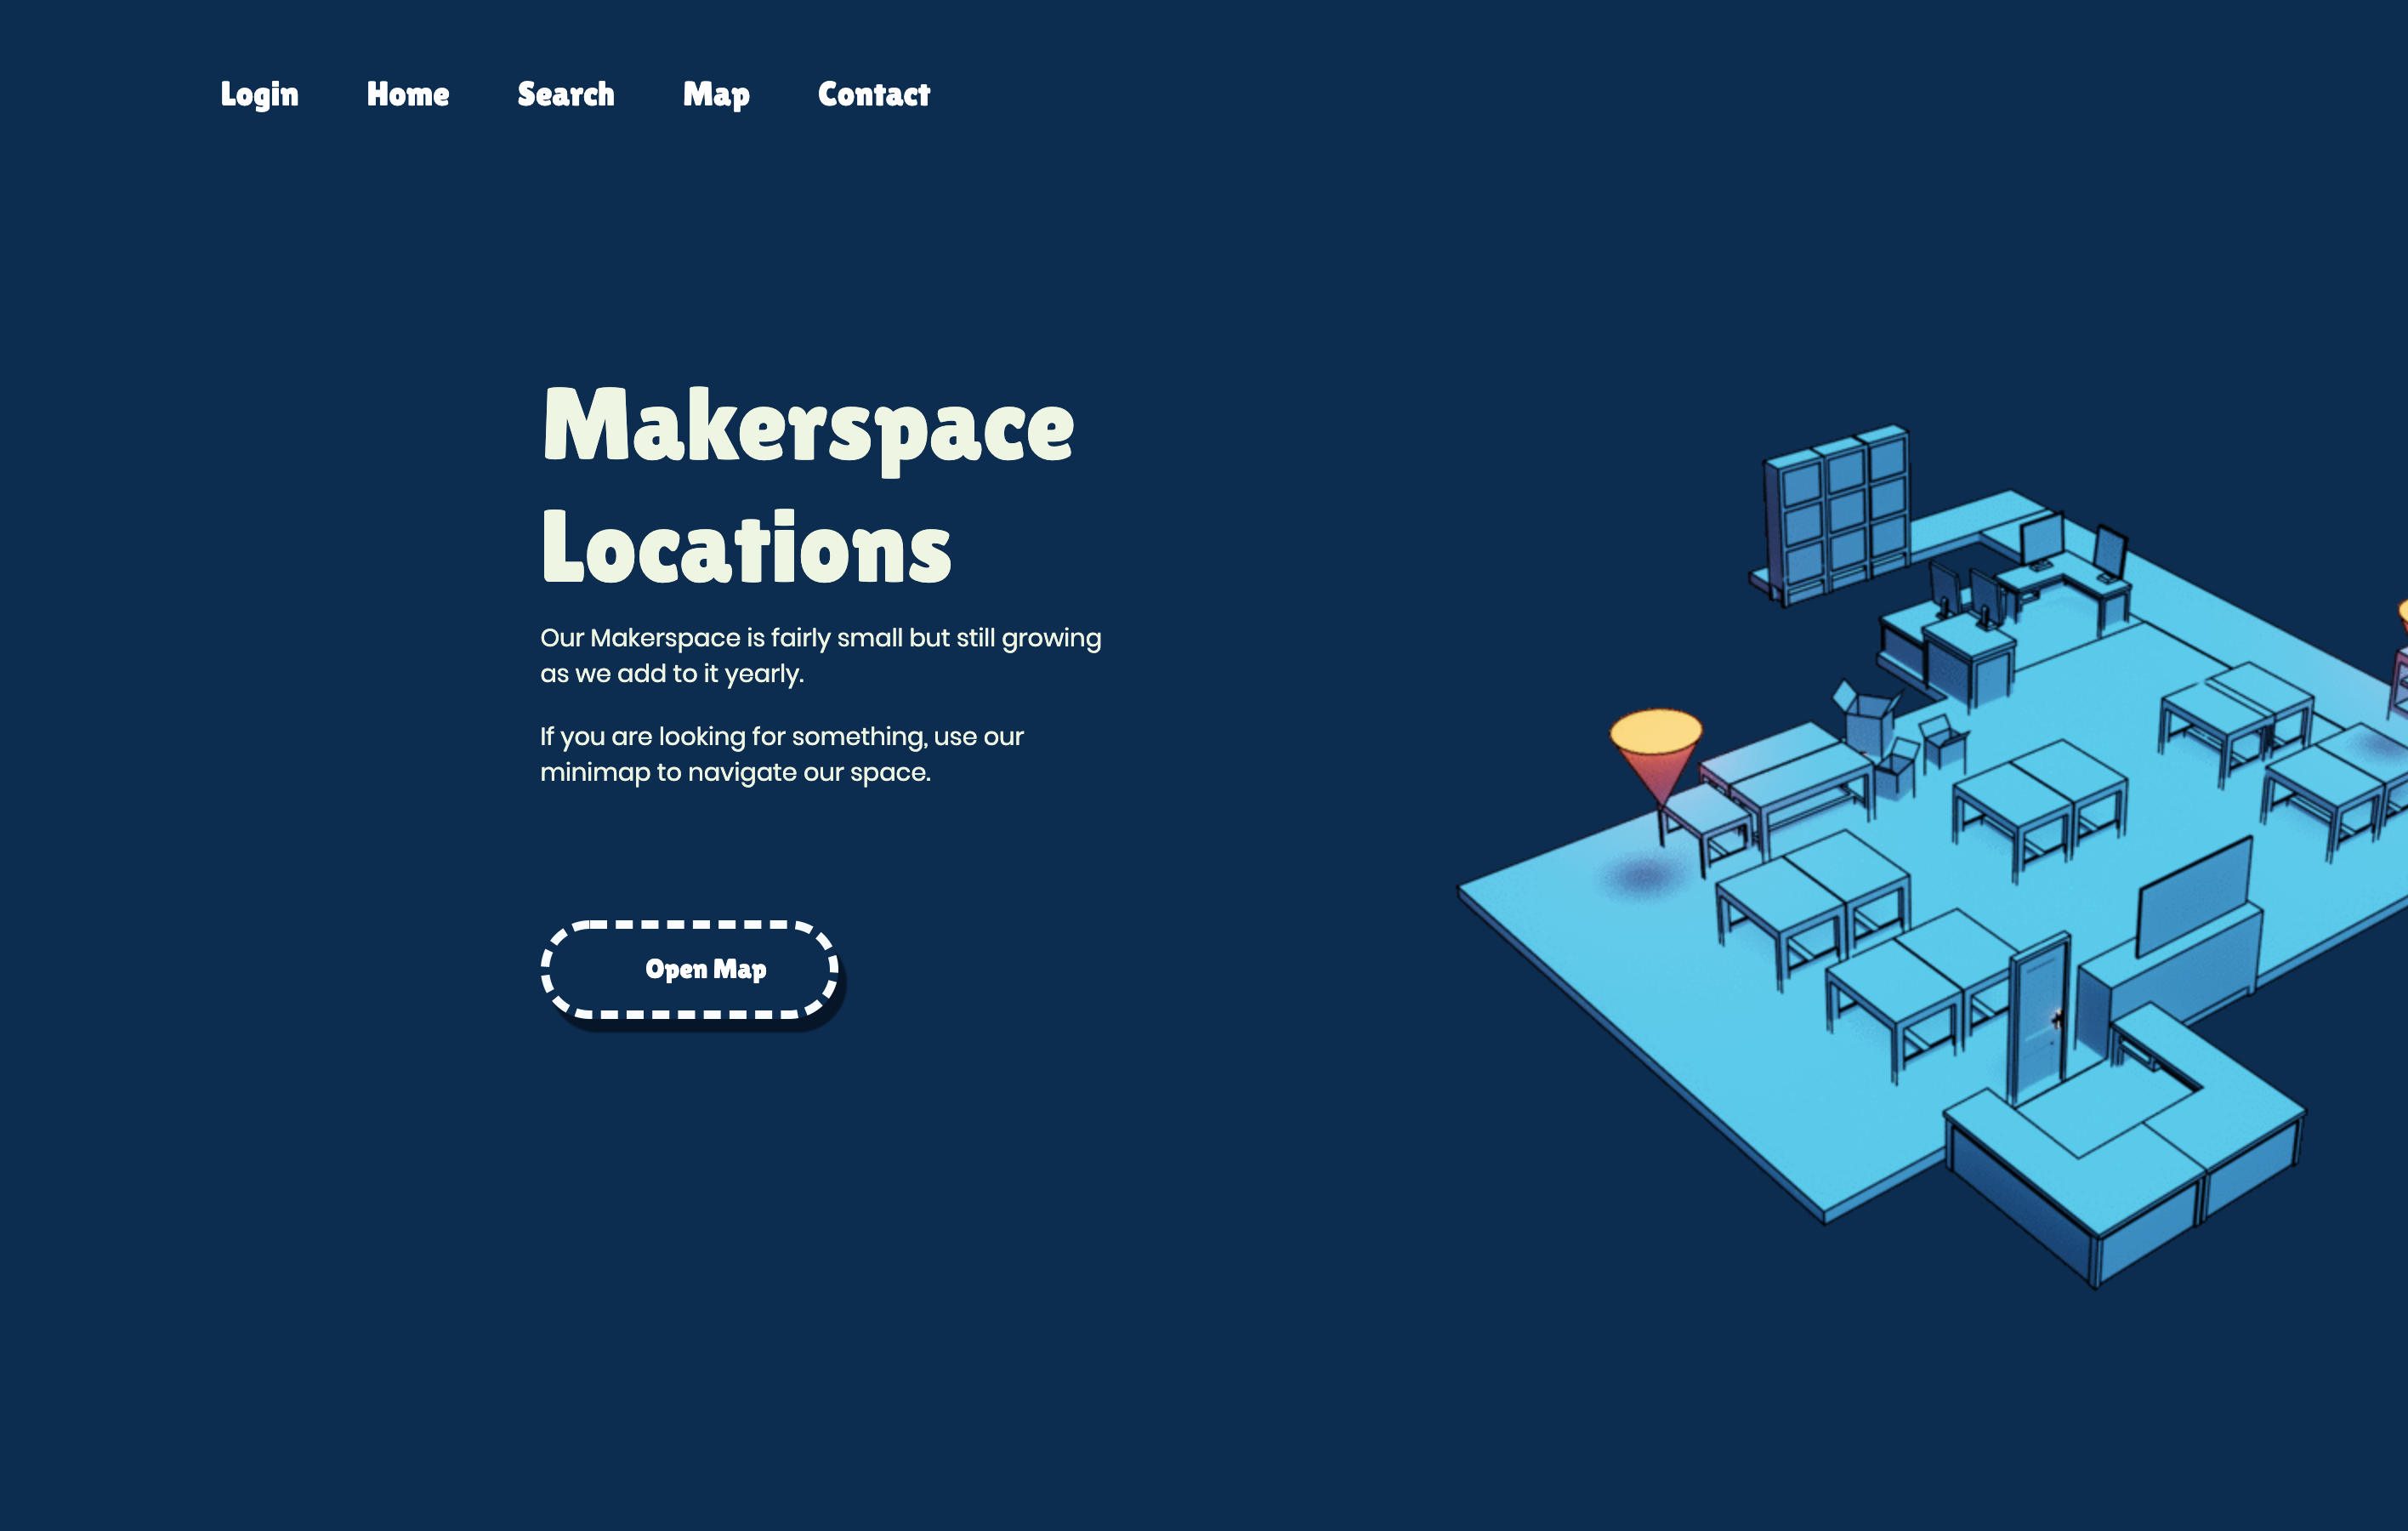 Login Home Search Map Contact
Makerspace
Locations
Our Makerspace is fairly small but still growing
as we add to it yearly.
If you are looking for something, use our
minimap to navigate our space.
Open Map